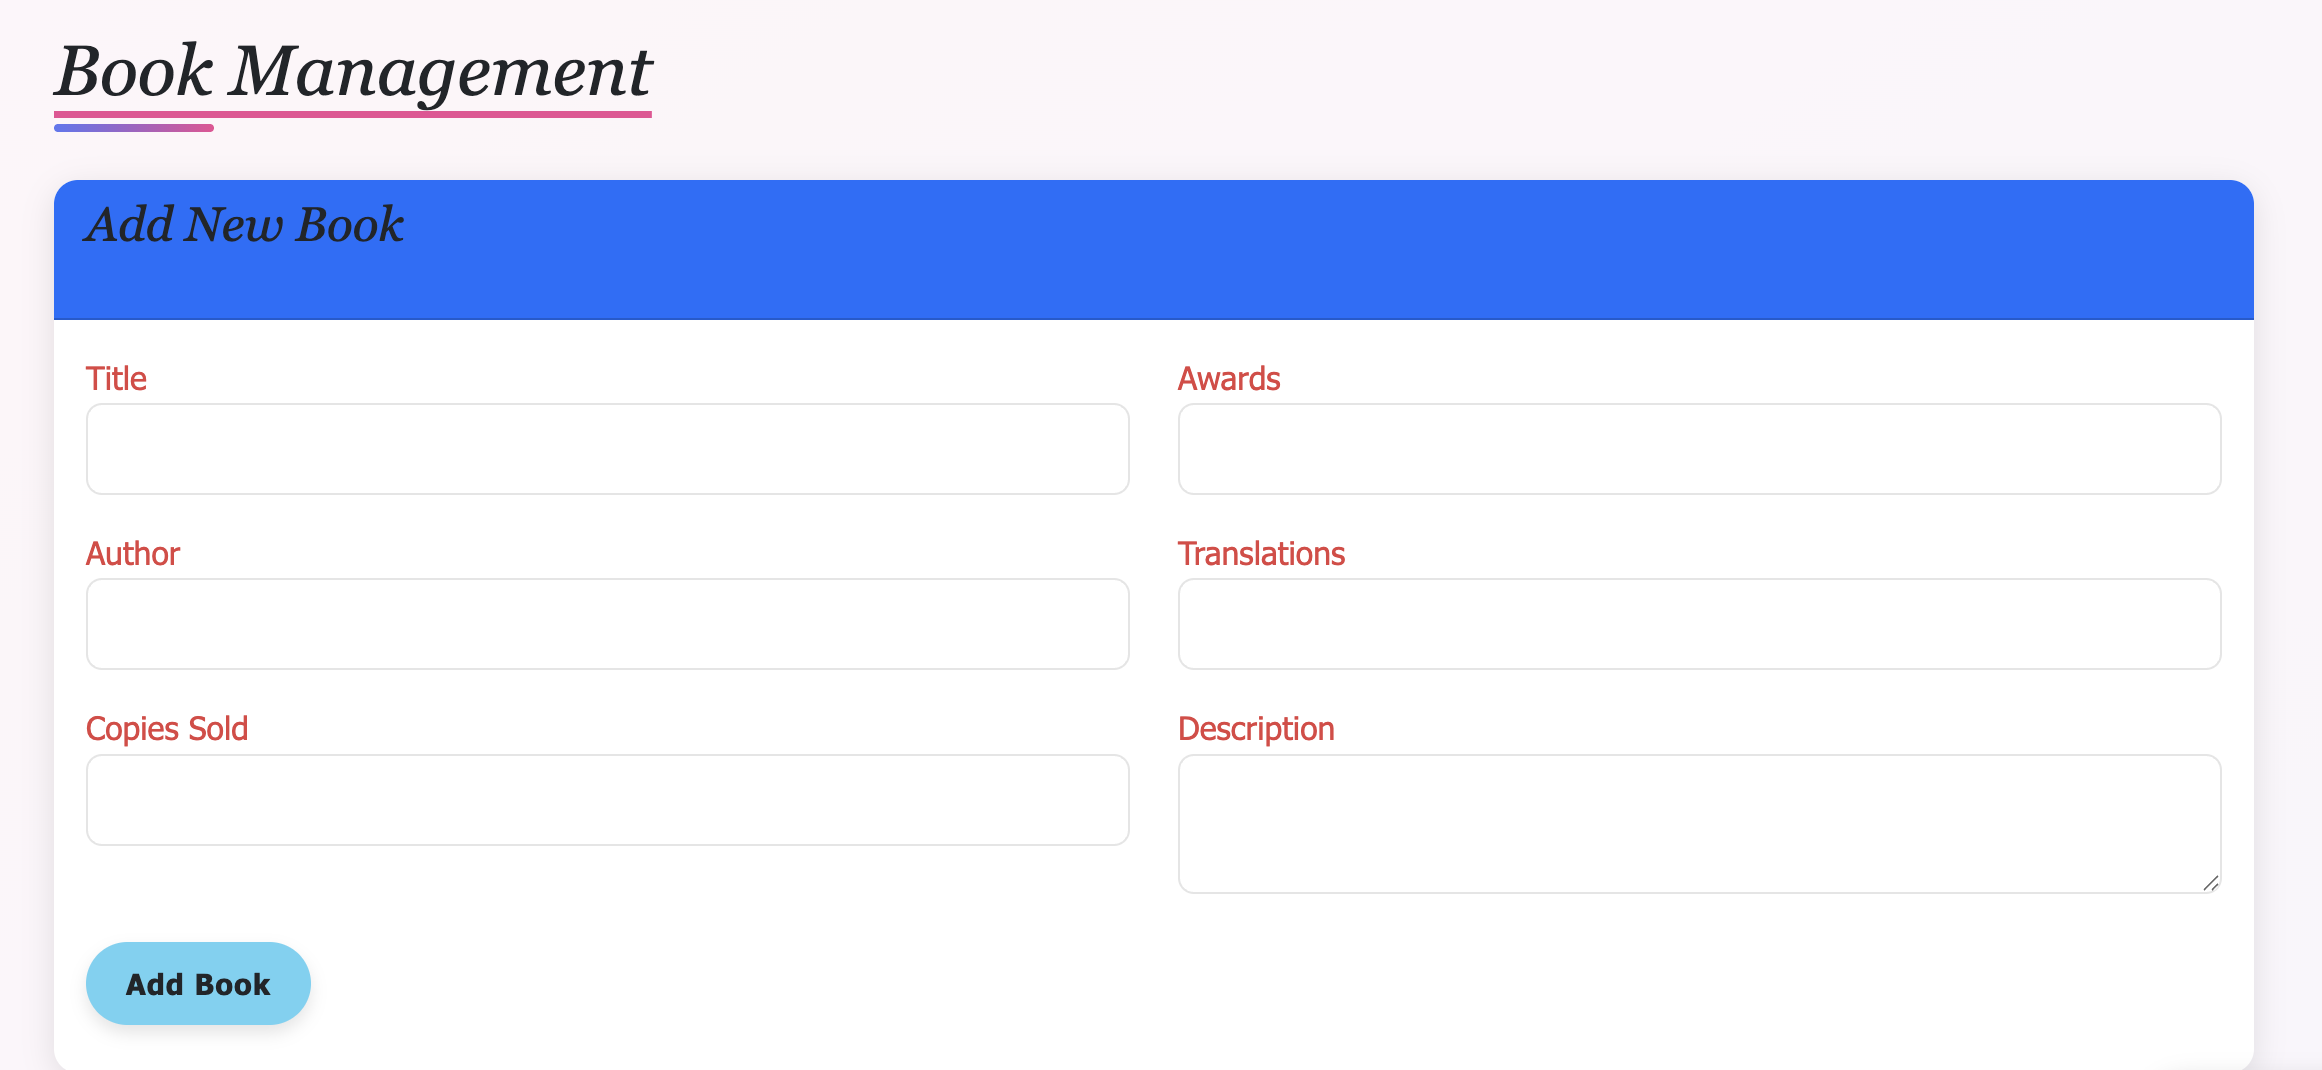 Book Management
Add New Book
Title
Awards
Author
Translations
Copies Sold
Description
Add Book